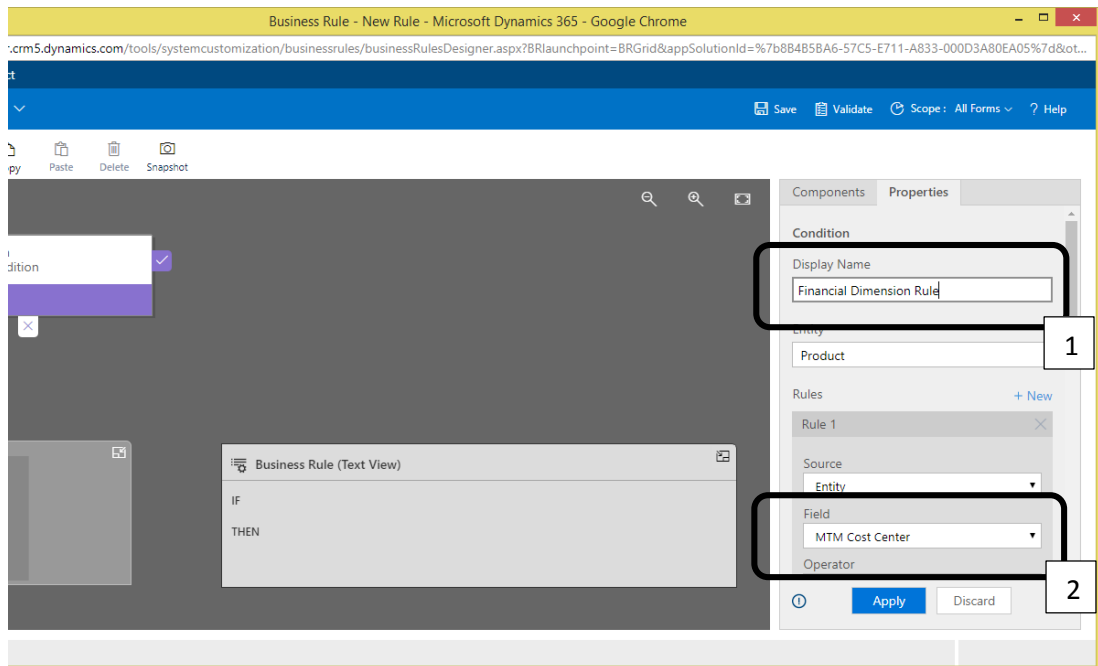 Business Rule - New Rule - Microsoft Dynamics 365 - Google Chrome
r.crm5.dynamics.com/tools/systemcustomization/businessrules/businessRulesDesigner.aspx?BRlaunchpoint=BRGrid&appSolutionId=%7b8B4B5BA6-57C5-E711-A833-000D3A80EA05%7d&ot...
ct
Save Validate Scope : All Forms ? Help
opy Paste Delete Snapshot
Components Properties
Condition
dition
Display Name
Financial Dimension Rule
1
Entity
Product
Rules + New
Rule 1
Source
Entity
Business Rule (Text View)
IF
THEN
Field
MTM Cost Center
Operator
2
Apply Discard